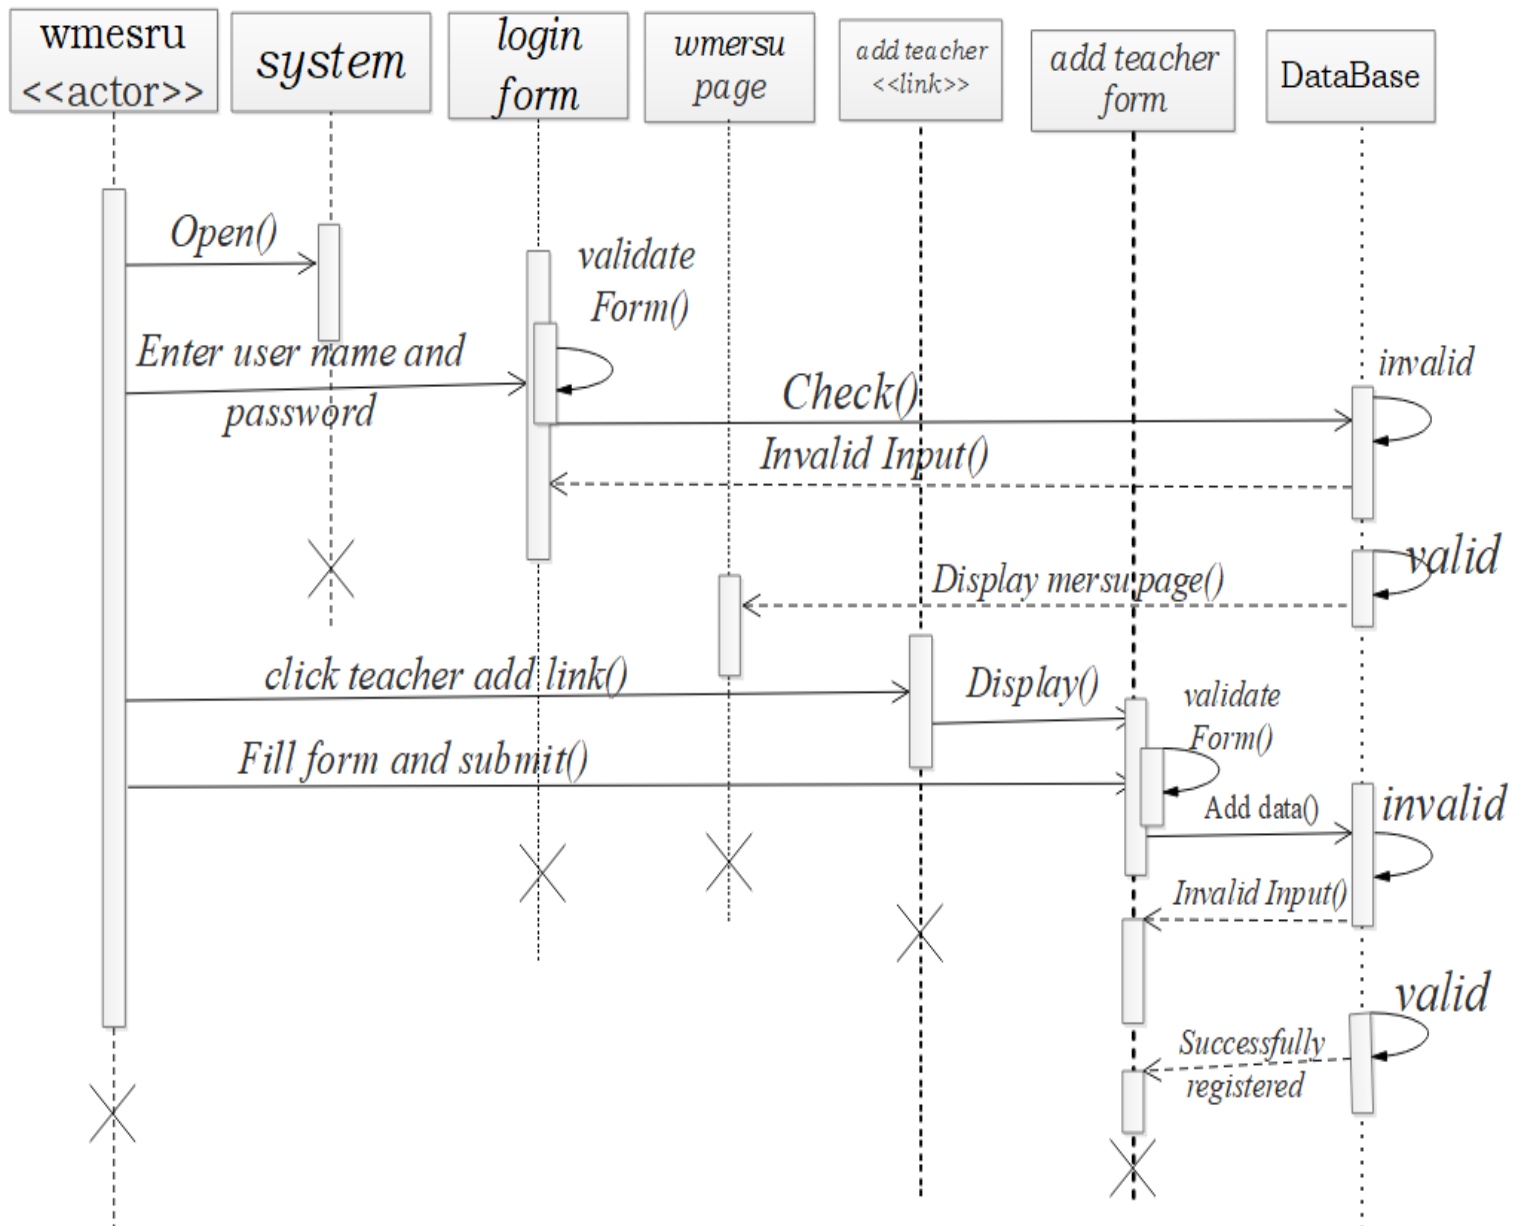 wmesru
<<actor>>
system
login
form
wmersu
page
add teacher
<<link>>
add teacher
form
DataBase
Open()
validate
Form()
Enter user name and
password
invalid
Check()
Invalid Input()
valid
Display mersu page()
click teacher add link()
Display()
validate
Form()
Fill form and submit()
Add data()
invalid
Invalid Input()
valid
Successfully
registered